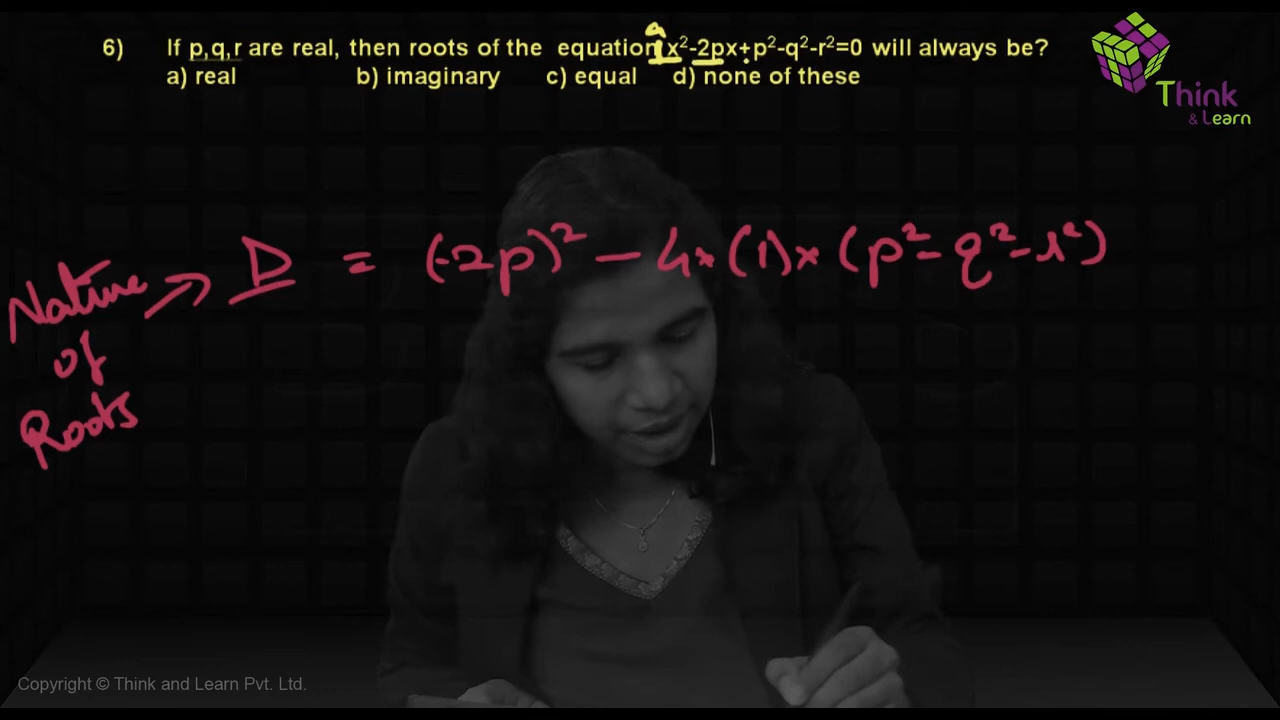 6) If p,q,r are real, then roots of the equation 1x²-2px+p²-q²-r²=0 will always be?
a
a) real b) imaginary c) equal d) none of these
Think
& Learn
Nature of Roots → D = (-2p)² - 4×(1)×(p²-q²-r²)
Copyright © Think and Learn Pvt. Ltd.